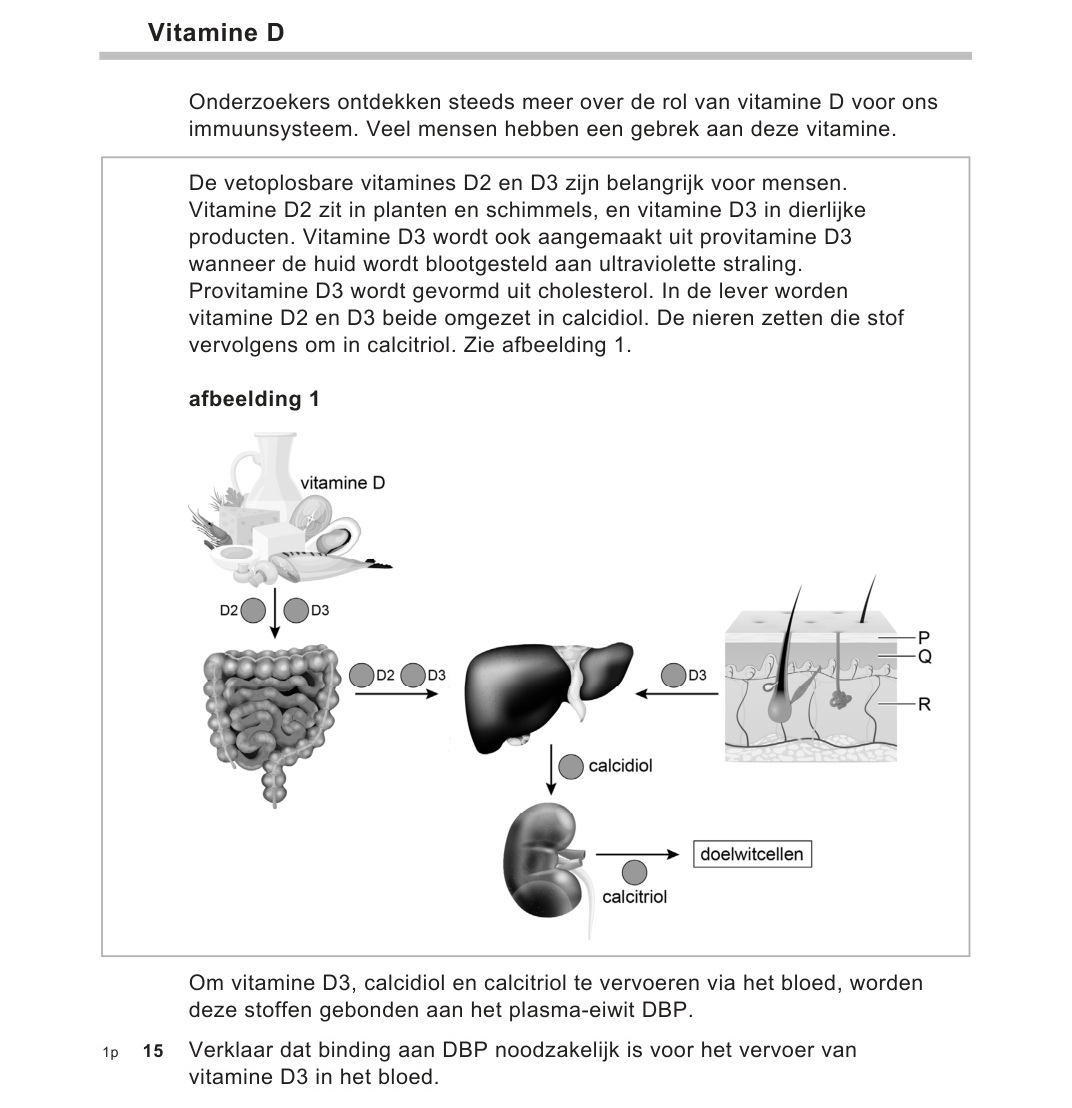 Vitamine D
Onderzoekers ontdekken steeds meer over de rol van vitamine D voor ons
immuunsysteem. Veel mensen hebben een gebrek aan deze vitamine.
De vetoplosbare vitamines D2 en D3 zijn belangrijk voor mensen.
Vitamine D2 zit in planten en schimmels, en vitamine D3 in dierlijke
producten. Vitamine D3 wordt ook aangemaakt uit provitamine D3
wanneer de huid wordt blootgesteld aan ultraviolette straling.
Provitamine D3 wordt gevormd uit cholesterol. In de lever worden
vitamine D2 en D3 beide omgezet in calcidiol. De nieren zetten die stof
vervolgens om in calcitriol. Zie afbeelding 1.
afbeelding 1
vitamine D
D2 D3
P
Q
D2 D3
D3
R
calcidiol
doelwitcellen
calcitriol
Om vitamine D3, calcidiol en calcitriol te vervoeren via het bloed, worden
deze stoffen gebonden aan het plasma-eiwit DBP.
1p 15 Verklaar dat binding aan DBP noodzakelijk is voor het vervoer van
vitamine D3 in het bloed.